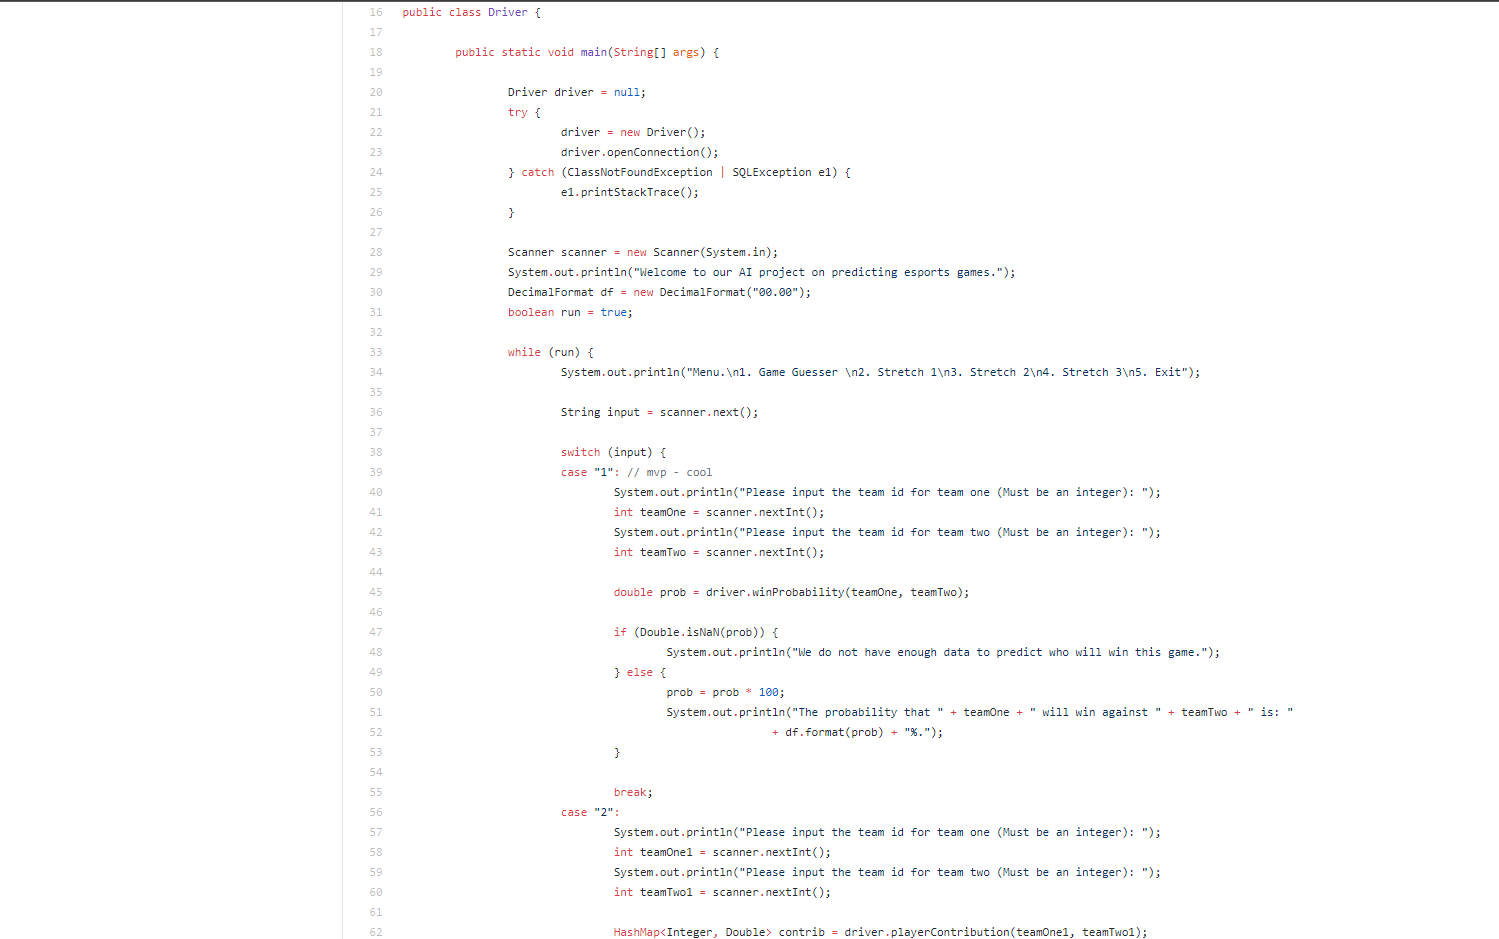 16 public class Driver {
17
18 public static void main(String[] args) {
19
20 Driver driver = null;
21 try {
22 driver = new Driver();
23 driver.openConnection();
24 } catch (ClassNotFoundException | SQLException e1) {
25 e1.printStackTrace();
26 }
27
28 Scanner scanner = new Scanner(System.in);
29 System.out.println("Welcome to our AI project on predicting esports games.");
30 DecimalFormat df = new DecimalFormat("00.00");
31 boolean run = true;
32
33 while (run) {
34 System.out.println("Menu.\n1. Game Guesser \n2. Stretch 1\n3. Stretch 2\n4. Stretch 3\n5. Exit");
35
36 String input = scanner.next();
37
38 switch (input) {
39 case "1": // mvp - cool
40 System.out.println("Please input the team id for team one (Must be an integer): ");
41 int teamOne = scanner.nextInt();
42 System.out.println("Please input the team id for team two (Must be an integer): ");
43 int teamTwo = scanner.nextInt();
44
45 double prob = driver.winProbability(teamOne, teamTwo);
46
47 if (Double.isNaN(prob)) {
48 System.out.println("We do not have enough data to predict who will win this game.");
49 } else {
50 prob = prob * 100;
51 System.out.println("The probability that " + teamOne + " will win against " + teamTwo + " is: "
52 + df.format(prob) + "%.");
53 }
54
55 break;
56 case "2":
57 System.out.println("Please input the team id for team one (Must be an integer): ");
58 int teamOne1 = scanner.nextInt();
59 System.out.println("Please input the team id for team two (Must be an integer): ");
60 int teamTwo1 = scanner.nextInt();
61
62 HashMap<Integer, Double> contrib = driver.playerContribution(teamOne1, teamTwo1);